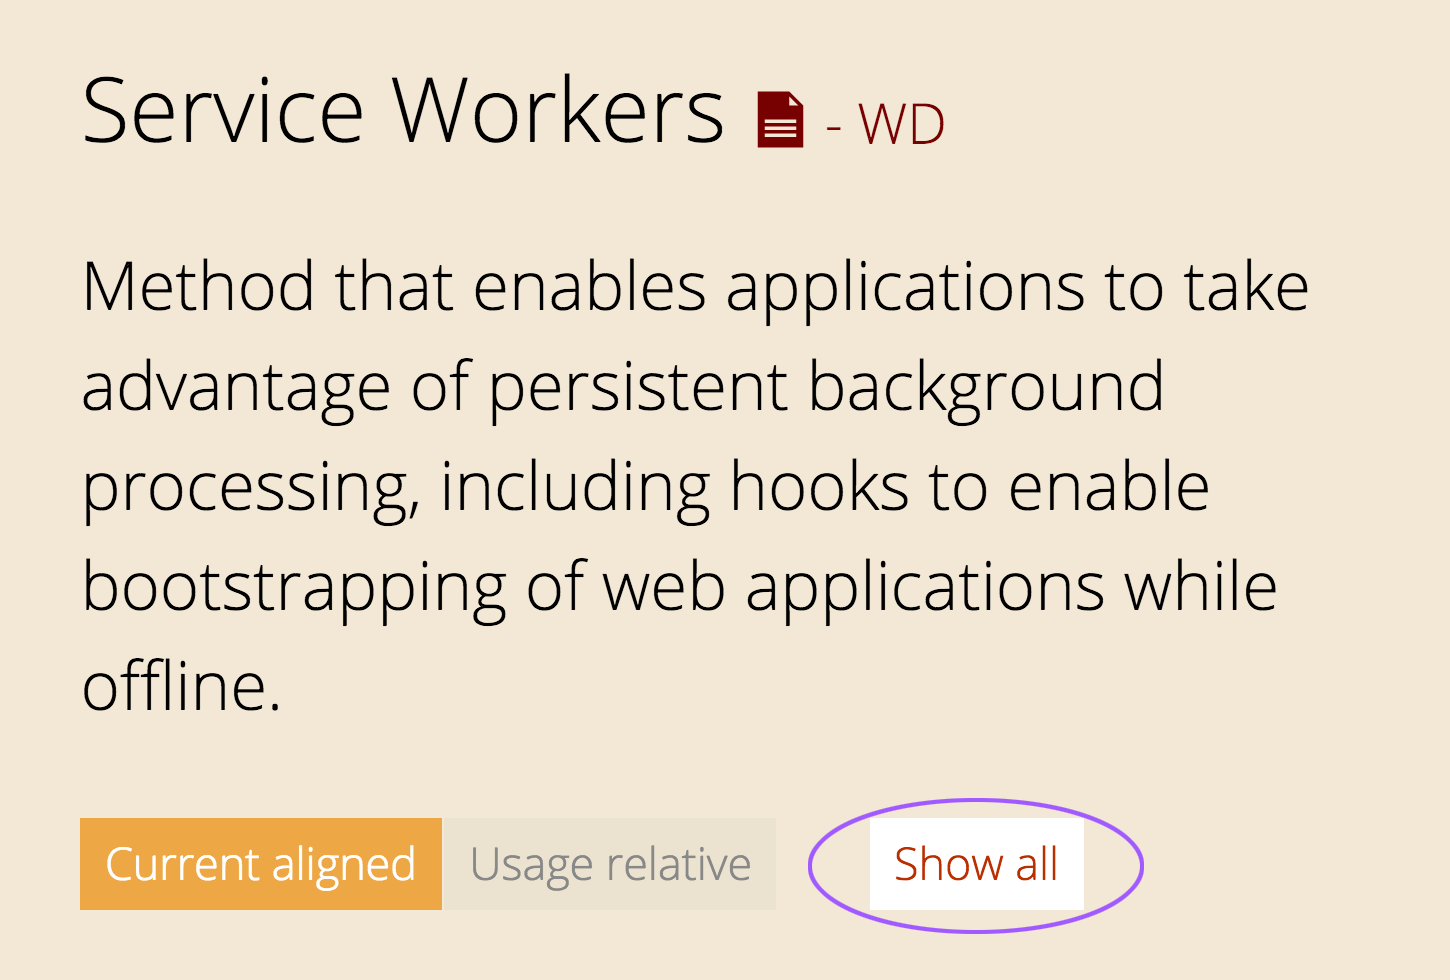 Service Workers - WD
Method that enables applications to take
advantage of persistent background
processing, including hooks to enable
bootstrapping of web applications while
offline.
Current aligned Usage relative Show all